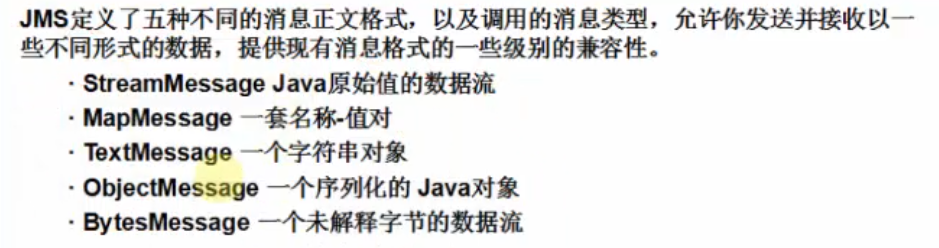 JMS定义了五种不同的消息正文格式，以及调用的消息类型，允许你发送并接收以一
些不同形式的数据，提供现有消息格式的一些级别的兼容性。
· StreamMessage Java原始值的数据流
· MapMessage 一套名称-值对
· TextMessage 一个字符串对象
· ObjectMessage 一个序列化的 Java对象
· BytesMessage 一个未解释字节的数据流